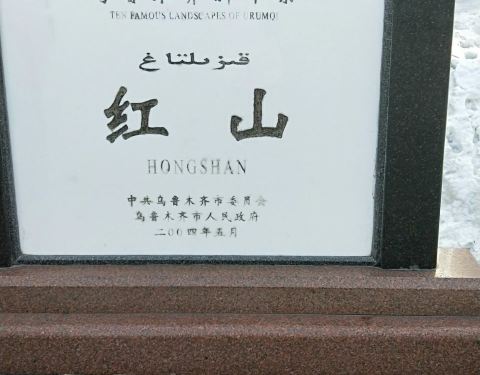 TEN FAMOUS LANDSCAPES OF URUMQI
قىزىلتاغ
红山
HONGSHAN
中共乌鲁木齐市委员会
乌鲁木齐市人民政府
二〇〇四年五月